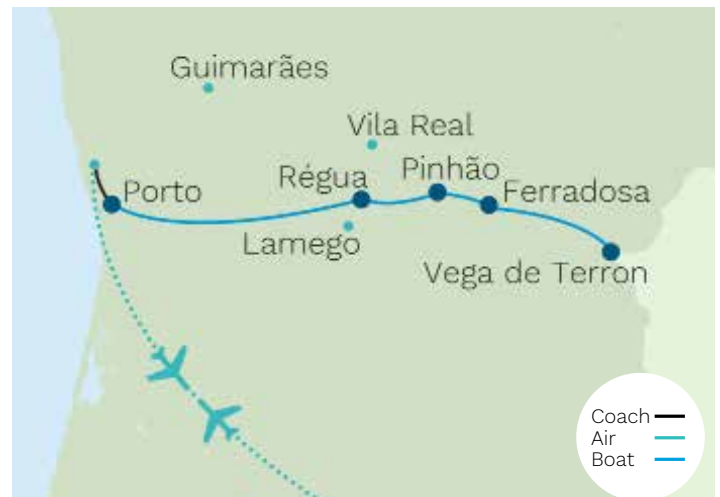 Guimarães
Vila Real
Pinhão
Régua
Ferradosa
Porto
Lamego
Vega de Terron
Coach
Air
Boat